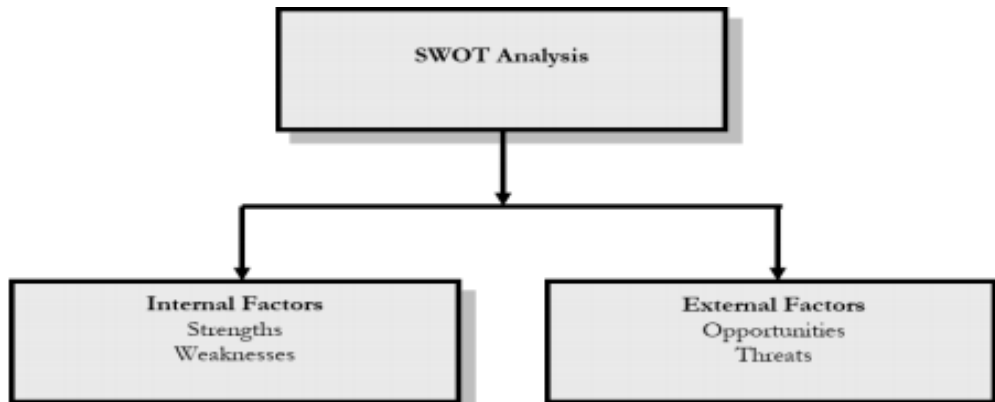 SWOT Analysis
Internal Factors
Strengths
Weaknesses
External Factors
Opportunities
Threats